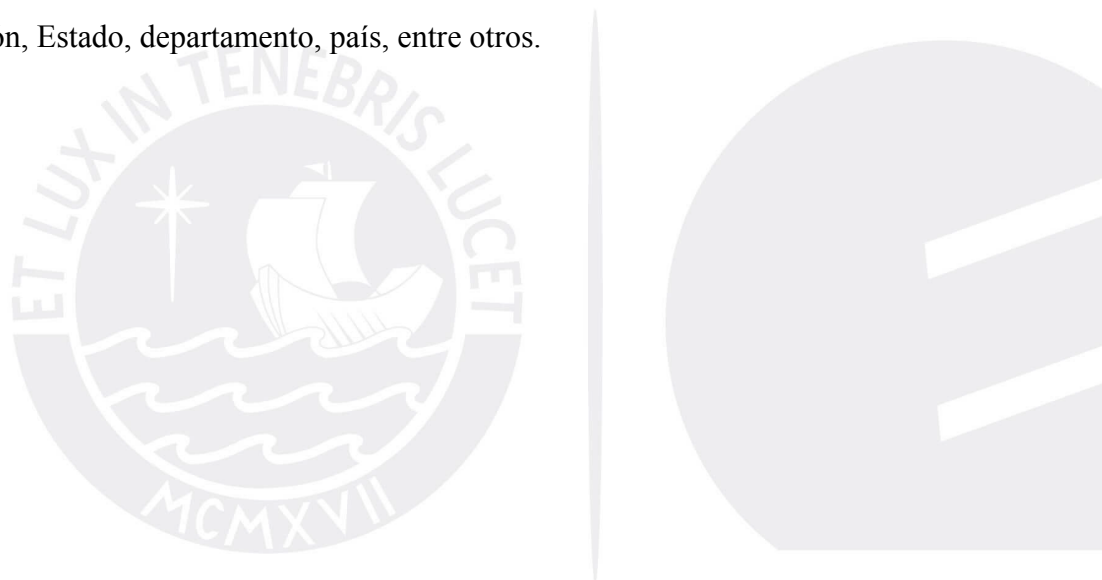 on, Estado, departamento, país, entre otros.
ET LUX IN TENEBRIS LUCET
MCMXVII